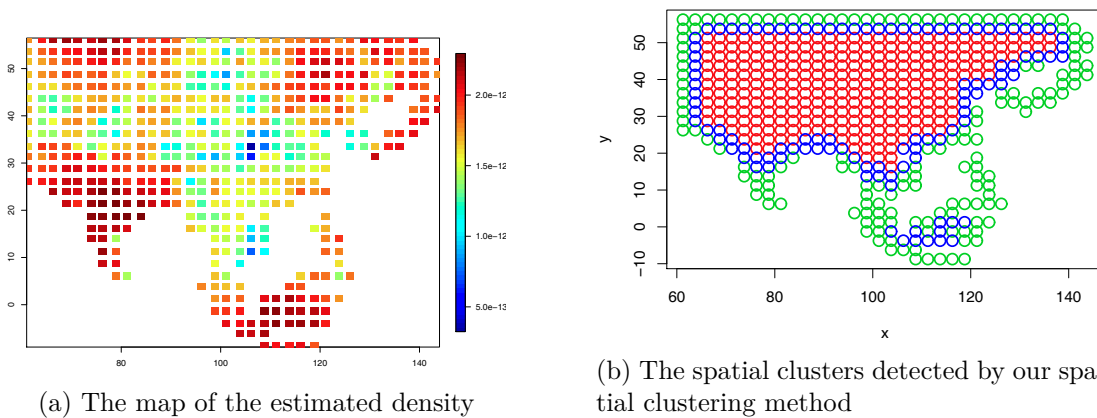 50
40
30
20
10
0
80
100
120
140
2.0e−12
1.5e−12
1.0e−12
5.0e−13
(a) The map of the estimated density
50
40
30
20
10
0
−10
y
60
80
100
120
140
x
(b) The spatial clusters detected by our spa-
tial clustering method